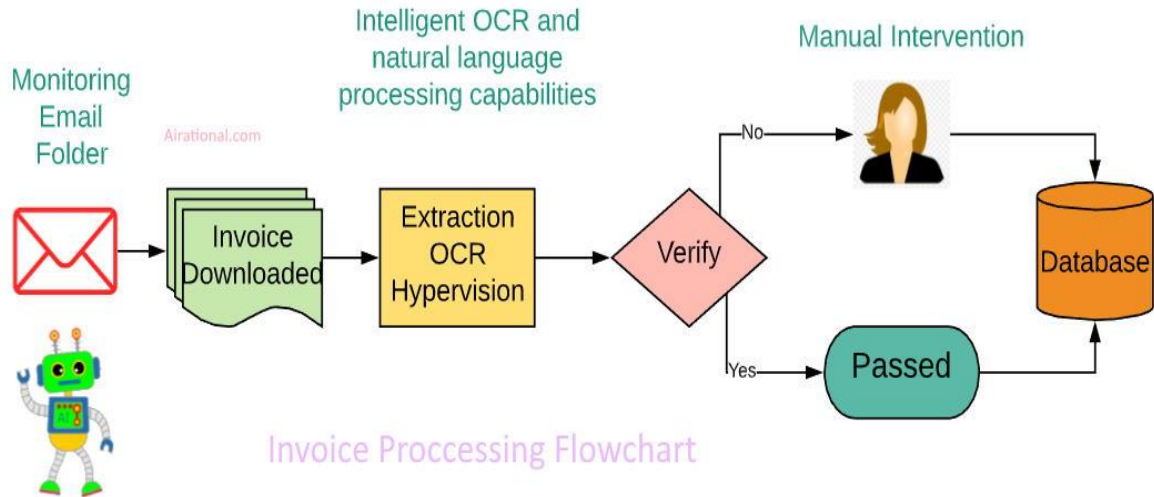 Intelligent OCR and
natural language
processing capabilities
Manual Intervention
Monitoring
Email
Folder
Airational.com
Invoice
Downloaded
Extraction
OCR
Hypervision
Verify
No
Yes
Passed
Database
AI
Invoice Proccessing Flowchart